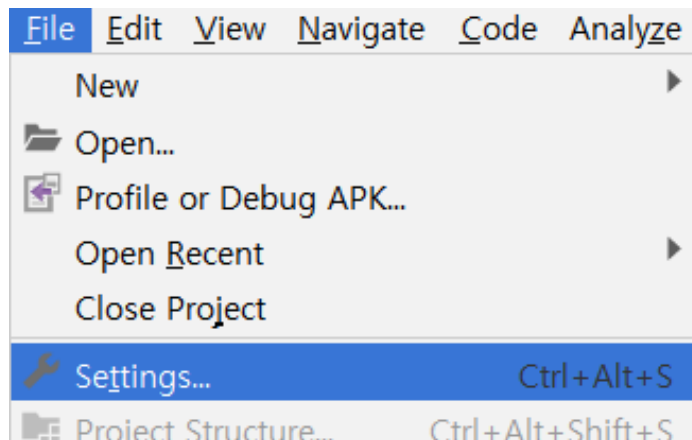 File Edit View Navigate Code Analyze
New
Open...
Profile or Debug APK...
Open Recent
Close Project
Settings... Ctrl+Alt+S
Project Structure... Ctrl+Alt+Shift+S